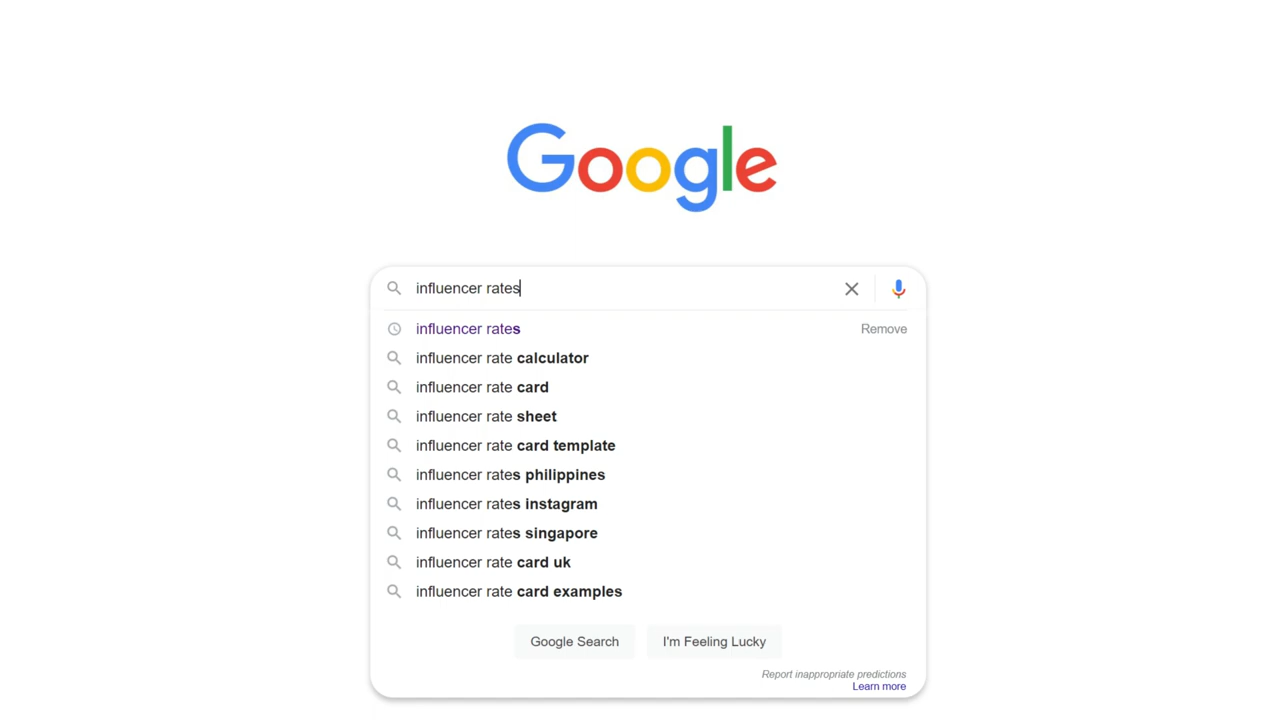 Google
influencer rates
influencer rates Remove
influencer rate calculator
influencer rate card
influencer rate sheet
influencer rate card template
influencer rates philippines
influencer rates instagram
influencer rates singapore
influencer rate card uk
influencer rate card examples
Google Search I'm Feeling Lucky
Report inappropriate predictions
Learn more